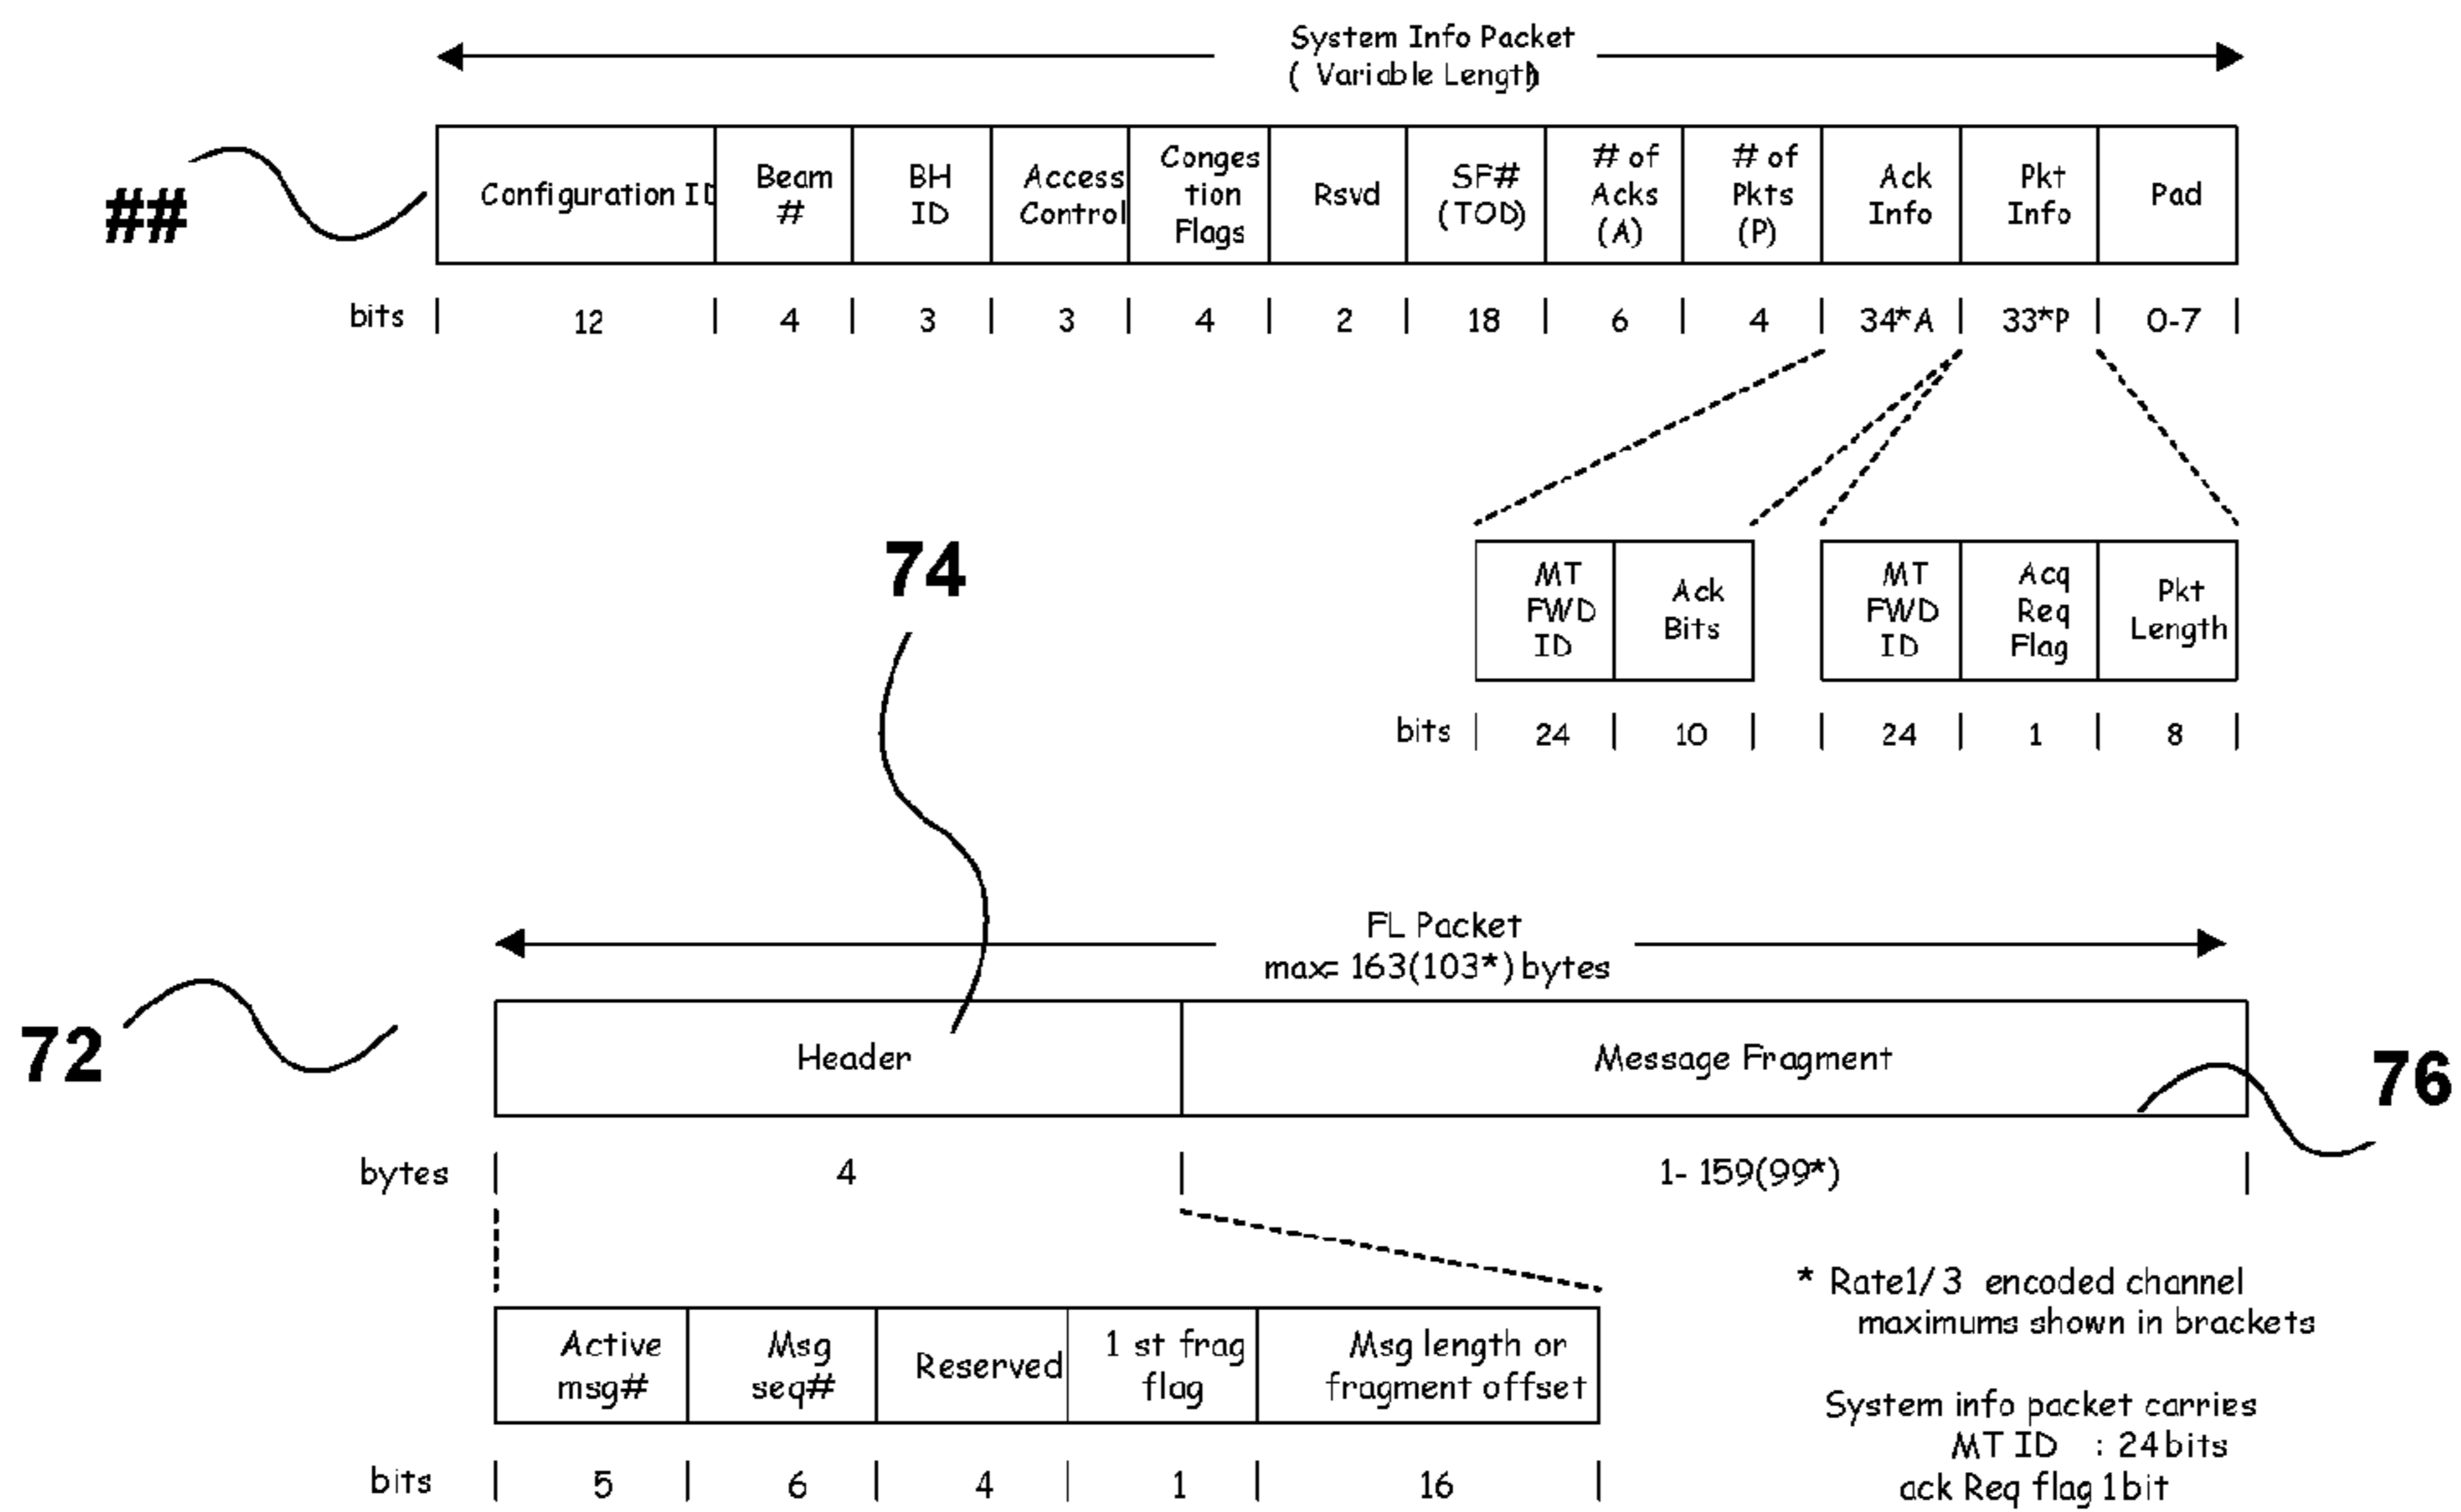 System Info Packet
( Variable Length)
##
Configuration ID
Beam
#
BH
ID
Access
Control
Conges
tion
Flags
Rsvd
SF#
(TOD)
# of
Acks
(A)
# of
Pkts
(P)
Ack
Info
Pkt
Info
Pad
bits 12 4 3 3 4 2 18 6 4 34*A 33*P 0-7
MT
FWD
ID
Ack
Bits
MT
FWD
ID
Acq
Req
Flag
Pkt
Length
bits 24 10 24 1 8
74
FL Packet
max= 163(103*) bytes
72
Header
Message Fragment
76
bytes 4 1- 159(99*)
Active
msg#
Msg
seq#
Reserved
1 st frag
flag
Msg length or
fragment offset
bits 5 6 4 1 16
* Rate1/3 encoded channel
maximums shown in brackets
System info packet carries
MT ID : 24bits
ack Req flag 1bit